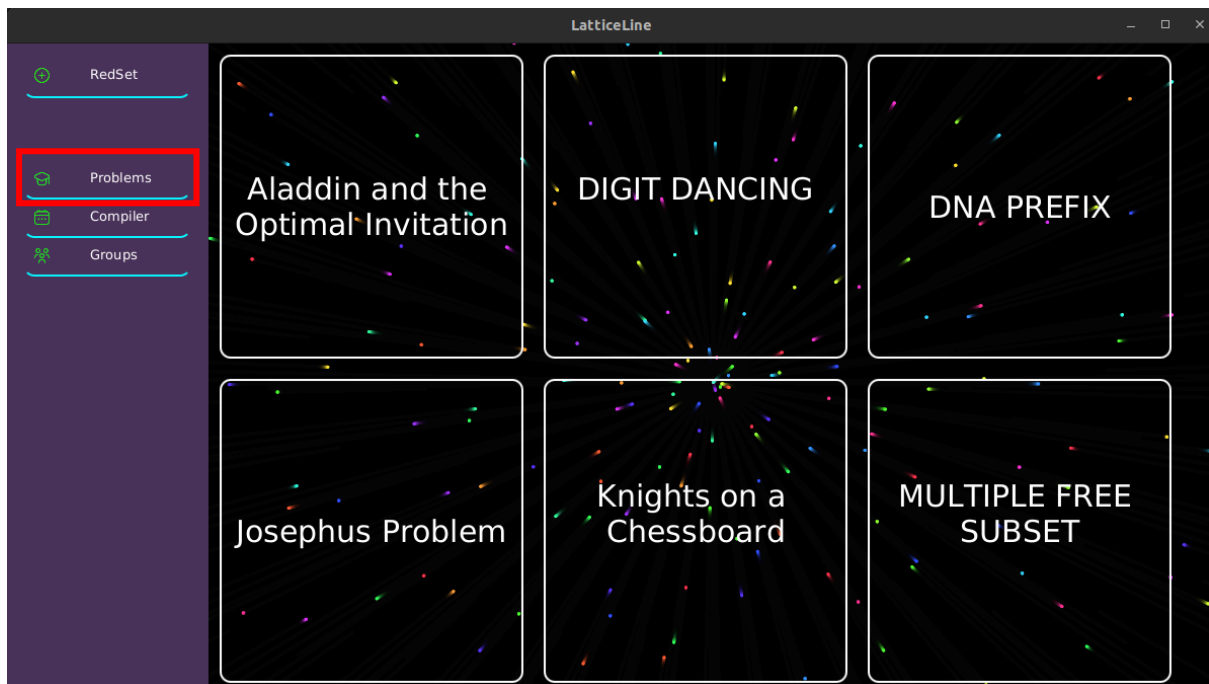 LatticeLine
RedSet
Problems
Compiler
Groups
Aladdin and the
Optimal Invitation
DIGIT DANCING
DNA PREFIX
Josephus Problem
Knights on a
Chessboard
MULTIPLE FREE
SUBSET